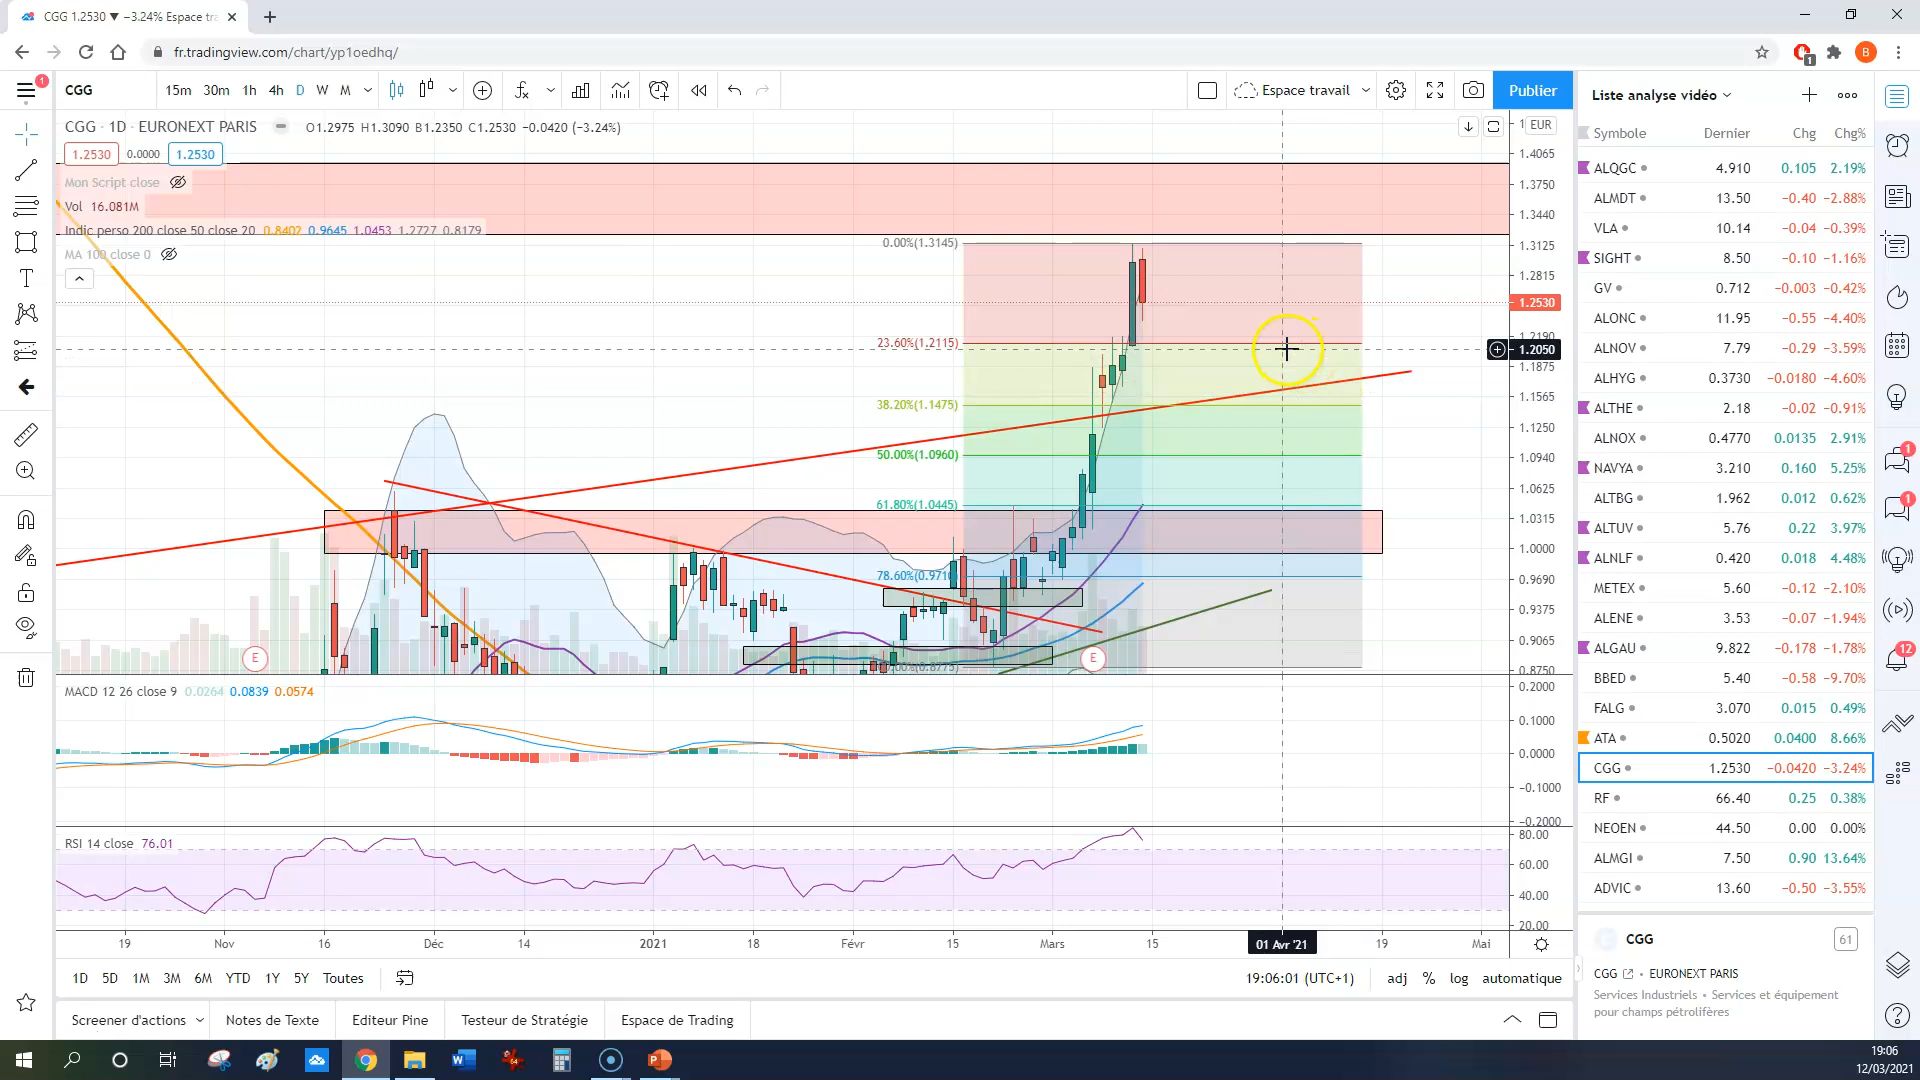 CGG 1.2530 ▼ −3.24% Espace tra
fr.tradingview.com/chart/yp1oedhq/
1
B
1
CGG
15m 30m 1h 4h D W M
Espace travail
Publier
Liste analyse vidéo
CGG · 1D · EURONEXT PARIS
O1.2975 H1.3090 B1.2350 C1.2530 −0.0420 (−3.24%)
EUR
1.2530 0.0000 1.2530
Mon Script close
Vol 16.081M
Indic perso 200 close 50 close 20 0.8402 0.9645 1.0453 1.2727 0.8179
MA 100 close 0
0.00%(1.3145)
23.60%(1.2115)
38.20%(1.1475)
50.00%(1.0960)
61.80%(1.0445)
78.60%(0.9710)
E
E
1.4065
1.3750
1.3440
1.3125
1.2815
1.2530
1.2190
1.2050
1.1875
1.1565
1.1250
1.0940
1.0625
1.0315
1.0000
0.9690
0.9375
0.9065
0.8750
MACD 12 26 close 9 0.0264 0.0839 0.0574
0.2000
0.1000
0.0000
−0.1000
−0.2000
RSI 14 close 76.01
80.00
60.00
40.00
20.00
19 Nov 16 Déc 14 2021 18 Févr 15 Mars 15 01 Avr '21 19 Mai
1D 5D 1M 3M 6M YTD 1Y 5Y Toutes
19:06:01 (UTC+1) adj % log automatique
Screener d'actions Notes de Texte Editeur Pine Testeur de Stratégie Espace de Trading
Symbole Dernier Chg Chg%
ALQGC 4.910 0.105 2.19%
ALMDT 13.50 −0.40 −2.88%
VLA 10.14 −0.04 −0.39%
SIGHT 8.50 −0.10 −1.16%
GV 0.712 −0.003 −0.42%
ALONC 11.95 −0.55 −4.40%
ALNOV 7.79 −0.29 −3.59%
ALHYG 0.3730 −0.0180 −4.60%
ALTHE 2.18 −0.02 −0.91%
ALNOX 0.4770 0.0135 2.91%
NAVYA 3.210 0.160 5.25%
ALTBG 1.962 0.012 0.62%
ALTUV 5.76 0.22 3.97%
ALNLF 0.420 0.018 4.48%
METEX 5.60 −0.12 −2.10%
ALENE 3.53 −0.07 −1.94%
ALGAU 9.822 −0.178 −1.78%
BBED 5.40 −0.58 −9.70%
FALG 3.070 0.015 0.49%
ATA 0.5020 0.0400 8.66%
CGG 1.2530 −0.0420 −3.24%
RF 66.40 0.25 0.38%
NEOEN 44.50 0.00 0.00%
ALMGI 7.50 0.90 13.64%
ADVIC 13.60 −0.50 −3.55%
CGG
61
CGG • EURONEXT PARIS
Services Industriels • Services et équipement
pour champs pétrolifères
1
1
12
19:06
12/03/2021